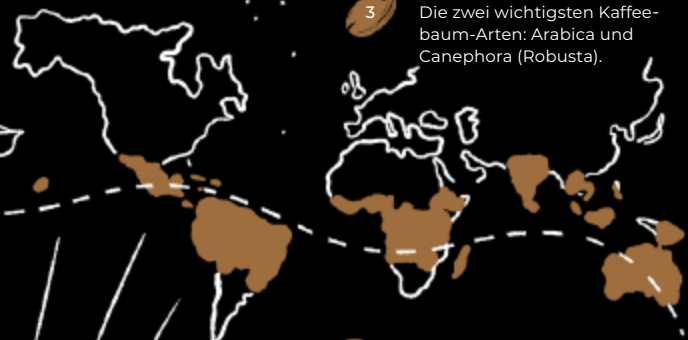 3
Die zwei wichtigsten Kaffee-
baum-Arten: Arabica und
Canephora (Robusta).